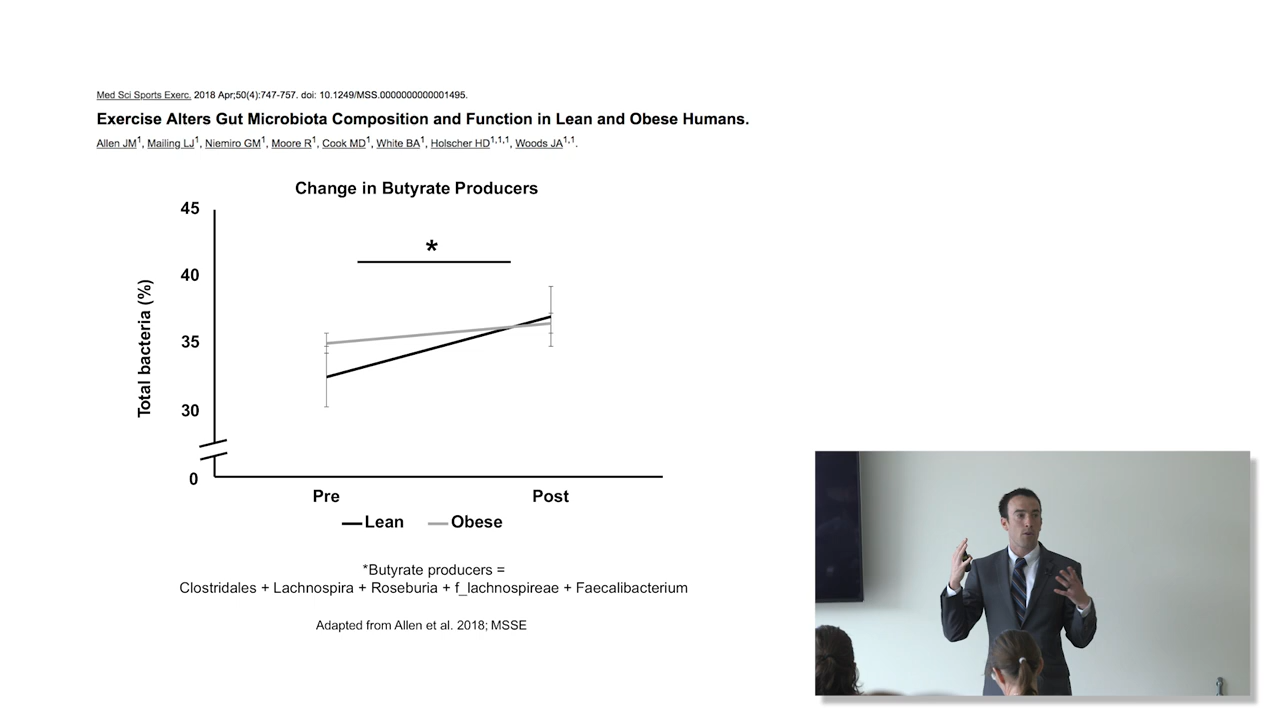 Med Sci Sports Exerc. 2018 Apr;50(4):747-757. doi: 10.1249/MSS.0000000000001495.
Exercise Alters Gut Microbiota Composition and Function in Lean and Obese Humans.
Allen JM1, Mailing LJ1, Niemiro GM1, Moore R1, Cook MD1, White BA1, Holscher HD1,1,1, Woods JA1,1.
Change in Butyrate Producers
45
*
40
Total bacteria (%)
35
30
0
Pre Post
Lean Obese
*Butyrate producers =
Clostridales + Lachnospira + Roseburia + f_lachnospireae + Faecalibacterium
Adapted from Allen et al. 2018; MSSE